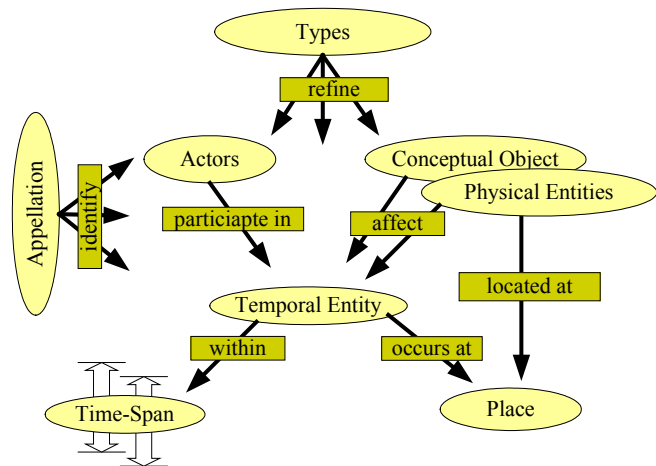 Types
refine
Actors
Conceptual Object
Physical Entities
Appellation
identify
particiapte in
affect
located at
Temporal Entity
within
occurs at
Time-Span
Place